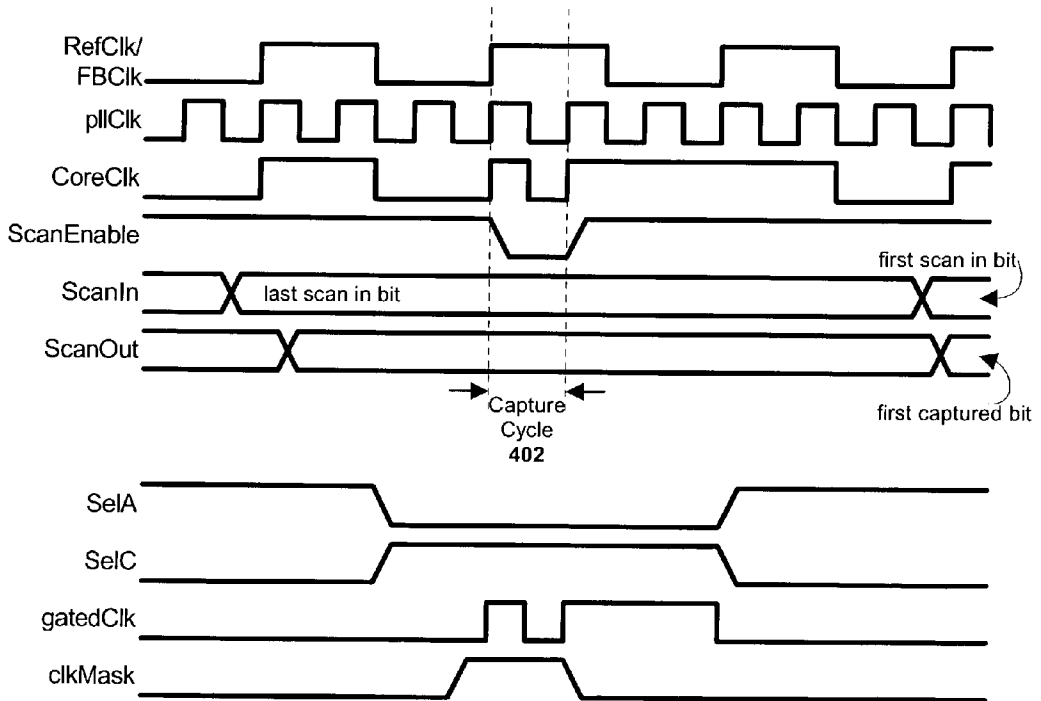 RefClk/
FBClk
pllClk
CoreClk
ScanEnable
first scan in bit
ScanIn
last scan in bit
ScanOut
Capture
Cycle
402
first captured bit
SelA
SelC
gatedClk
clkMask